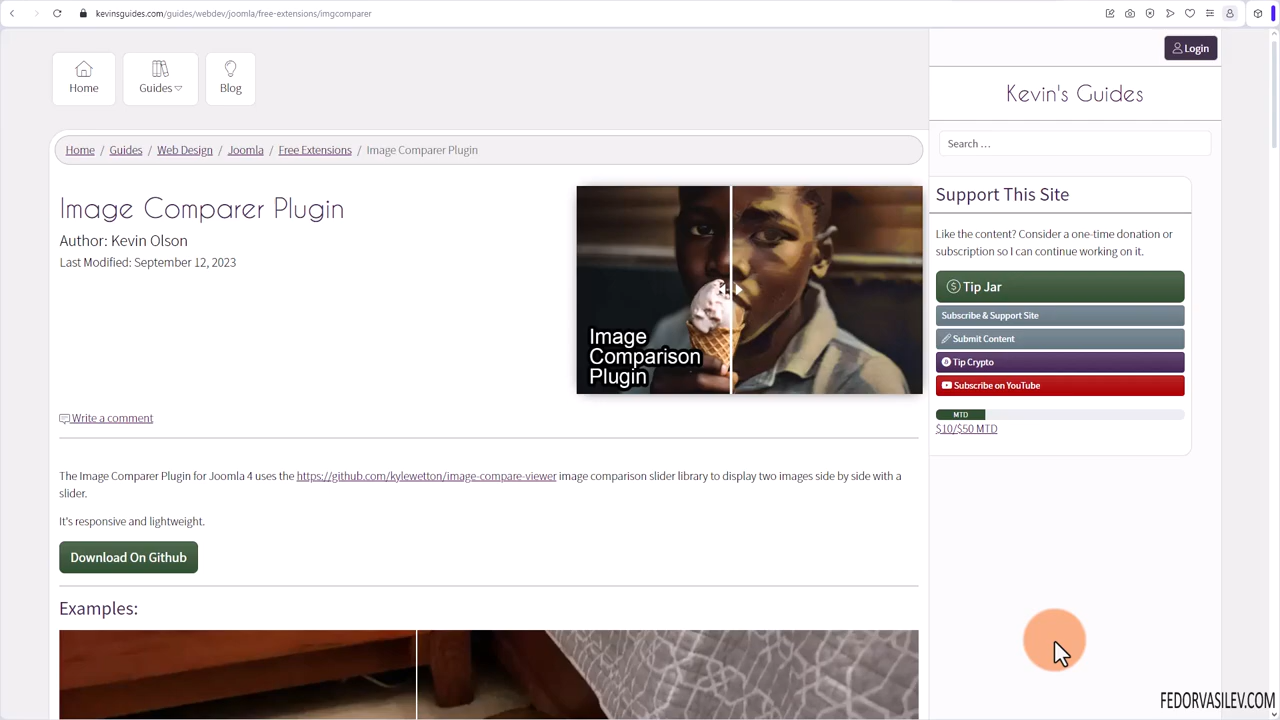 kevinsguides.com/guides/webdev/joomla/free-extensions/imgcomparer
Login
Home
Guides
Blog
Kevin's Guides
Home / Guides / Web Design / Joomla / Free Extensions / Image Comparer Plugin
Search …
Image Comparer Plugin
Author: Kevin Olson
Last Modified: September 12, 2023
Image
Comparison
Plugin
Write a comment
Support This Site
Like the content? Consider a one-time donation or
subscription so I can continue working on it.
Tip Jar
Subscribe & Support Site
Submit Content
Tip Crypto
Subscribe on YouTube
MTD
$10/$50 MTD
The Image Comparer Plugin for Joomla 4 uses the https://github.com/kylewetton/image-compare-viewer image comparison slider library to display two images side by side with a
slider.
It's responsive and lightweight.
Download On Github
Examples:
FEDORVASILEV.COM